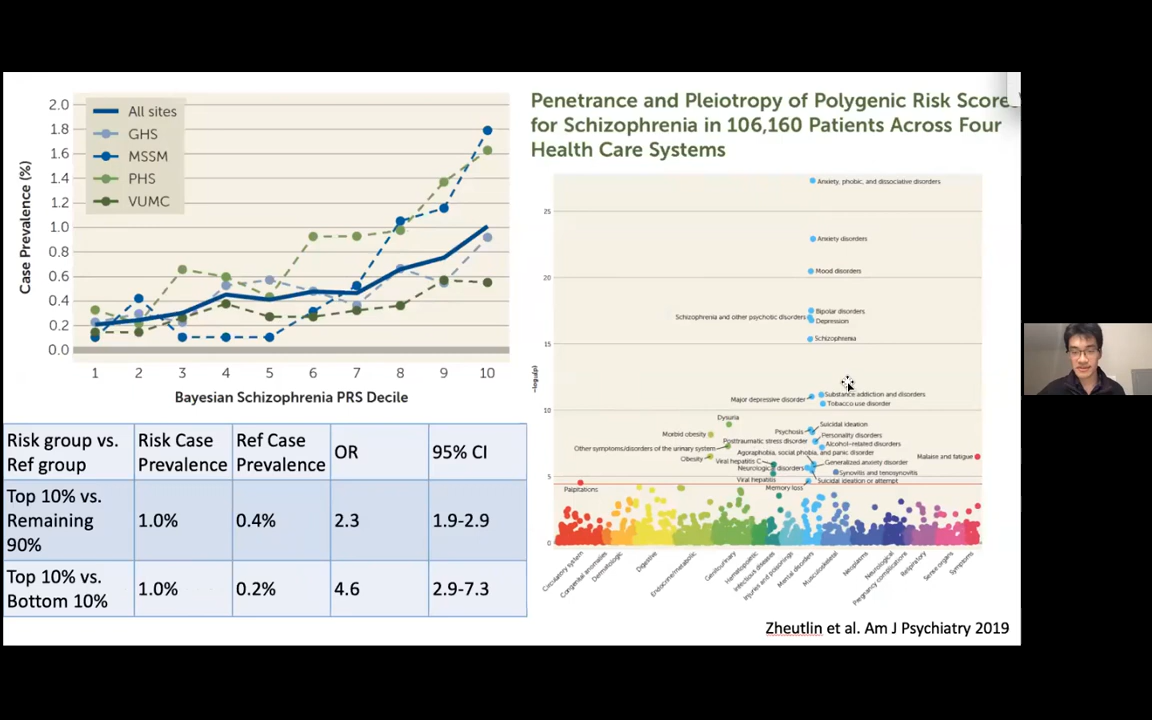 Penetrance and Pleiotropy of Polygenic Risk Score
for Schizophrenia in 106,160 Patients Across Four
Health Care Systems
2.0
1.8
1.6
1.4
1.2
1.0
0.8
0.6
0.4
0.2
0.0
Case Prevalence (%)
All sites
GHS
MSSM
PHS
VUMC
1 2 3 4 5 6 7 8 9 10
Bayesian Schizophrenia PRS Decile
Risk group vs. Ref group | Risk Case Prevalence | Ref Case Prevalence | OR | 95% CI
Top 10% vs. Remaining 90% | 1.0% | 0.4% | 2.3 | 1.9-2.9
Top 10% vs. Bottom 10% | 1.0% | 0.2% | 4.6 | 2.9-7.3
25
20
15
10
5
0
Anxiety, phobic, and dissociative disorders
Anxiety disorders
Mood disorders
Bipolar disorders
Schizophrenia and other psychotic disorders
Depression
Schizophrenia
Substance addiction and disorders
Major depressive disorder
Tobacco use disorder
Dysuria
Suicidal ideation
Morbid obesity
Psychosis
Personality disorders
Posttraumatic stress disorder
Alcohol-related disorders
Other symptoms/disorders of the urinary system
Agoraphobia, social phobia, and panic disorder
Obesity
Viral hepatitis C
Generalized anxiety disorder
Malaise and fatigue
Neurological disorders
Synovitis and tenosynovitis
Viral hepatitis
Suicidal ideation or attempt
Palpitations
Memory loss
Circulatory system
Congenital anomalies
Dermatologic
Digestive
Endocrine/metabolic
Genitourinary
Hematopoietic
Infectious diseases
Injuries and poisonings
Mental disorders
Musculoskeletal
Neoplasms
Neurological
Pregnancy complications
Respiratory
Sense organs
Symptoms
Zheutlin et al. Am J Psychiatry 2019